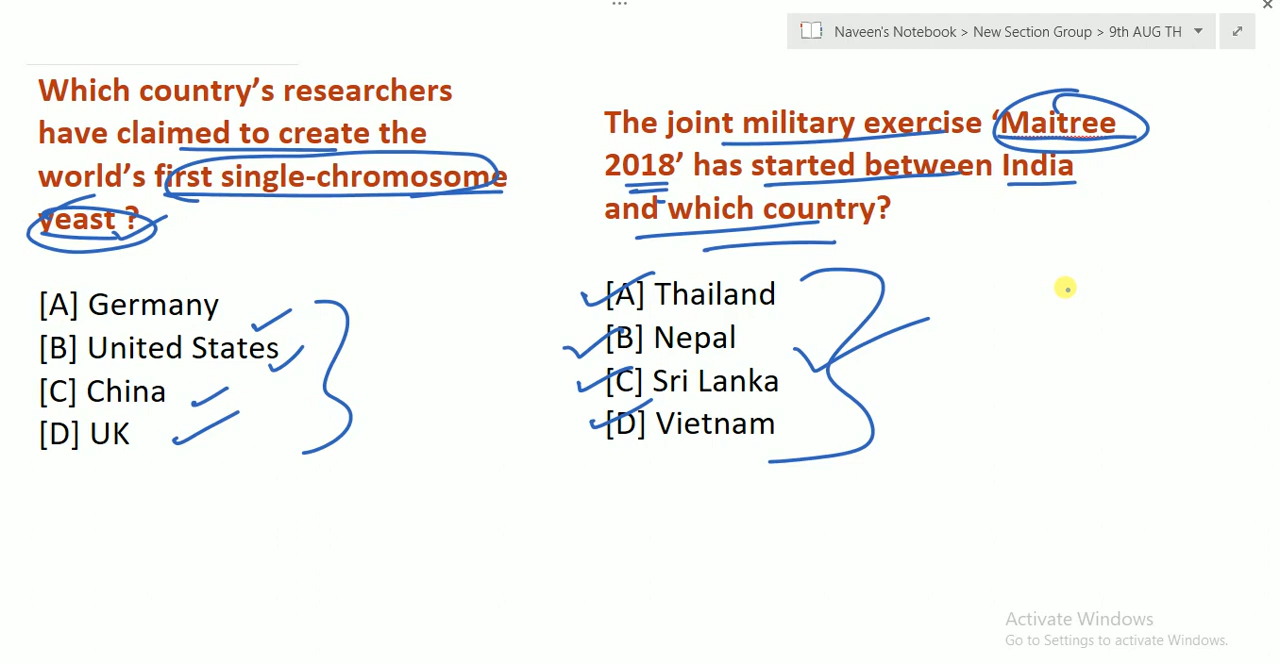 Naveen's Notebook > New Section Group > 9th AUG TH
Which country’s researchers
have claimed to create the
world’s first single-chromosome
yeast ?
[A] Germany
[B] United States
[C] China
[D] UK
The joint military exercise ‘Maitree
2018’ has started between India
and which country?
[A] Thailand
[B] Nepal
[C] Sri Lanka
[D] Vietnam
Activate Windows
Go to Settings to activate Windows.